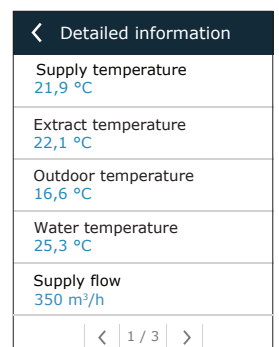 Detailed information
Supply temperature
21,9 °C
Extract temperature
22,1 °C
Outdoor temperature
16,6 °C
Water temperature
25,3 °C
Supply flow
350 m³/h
1 / 3